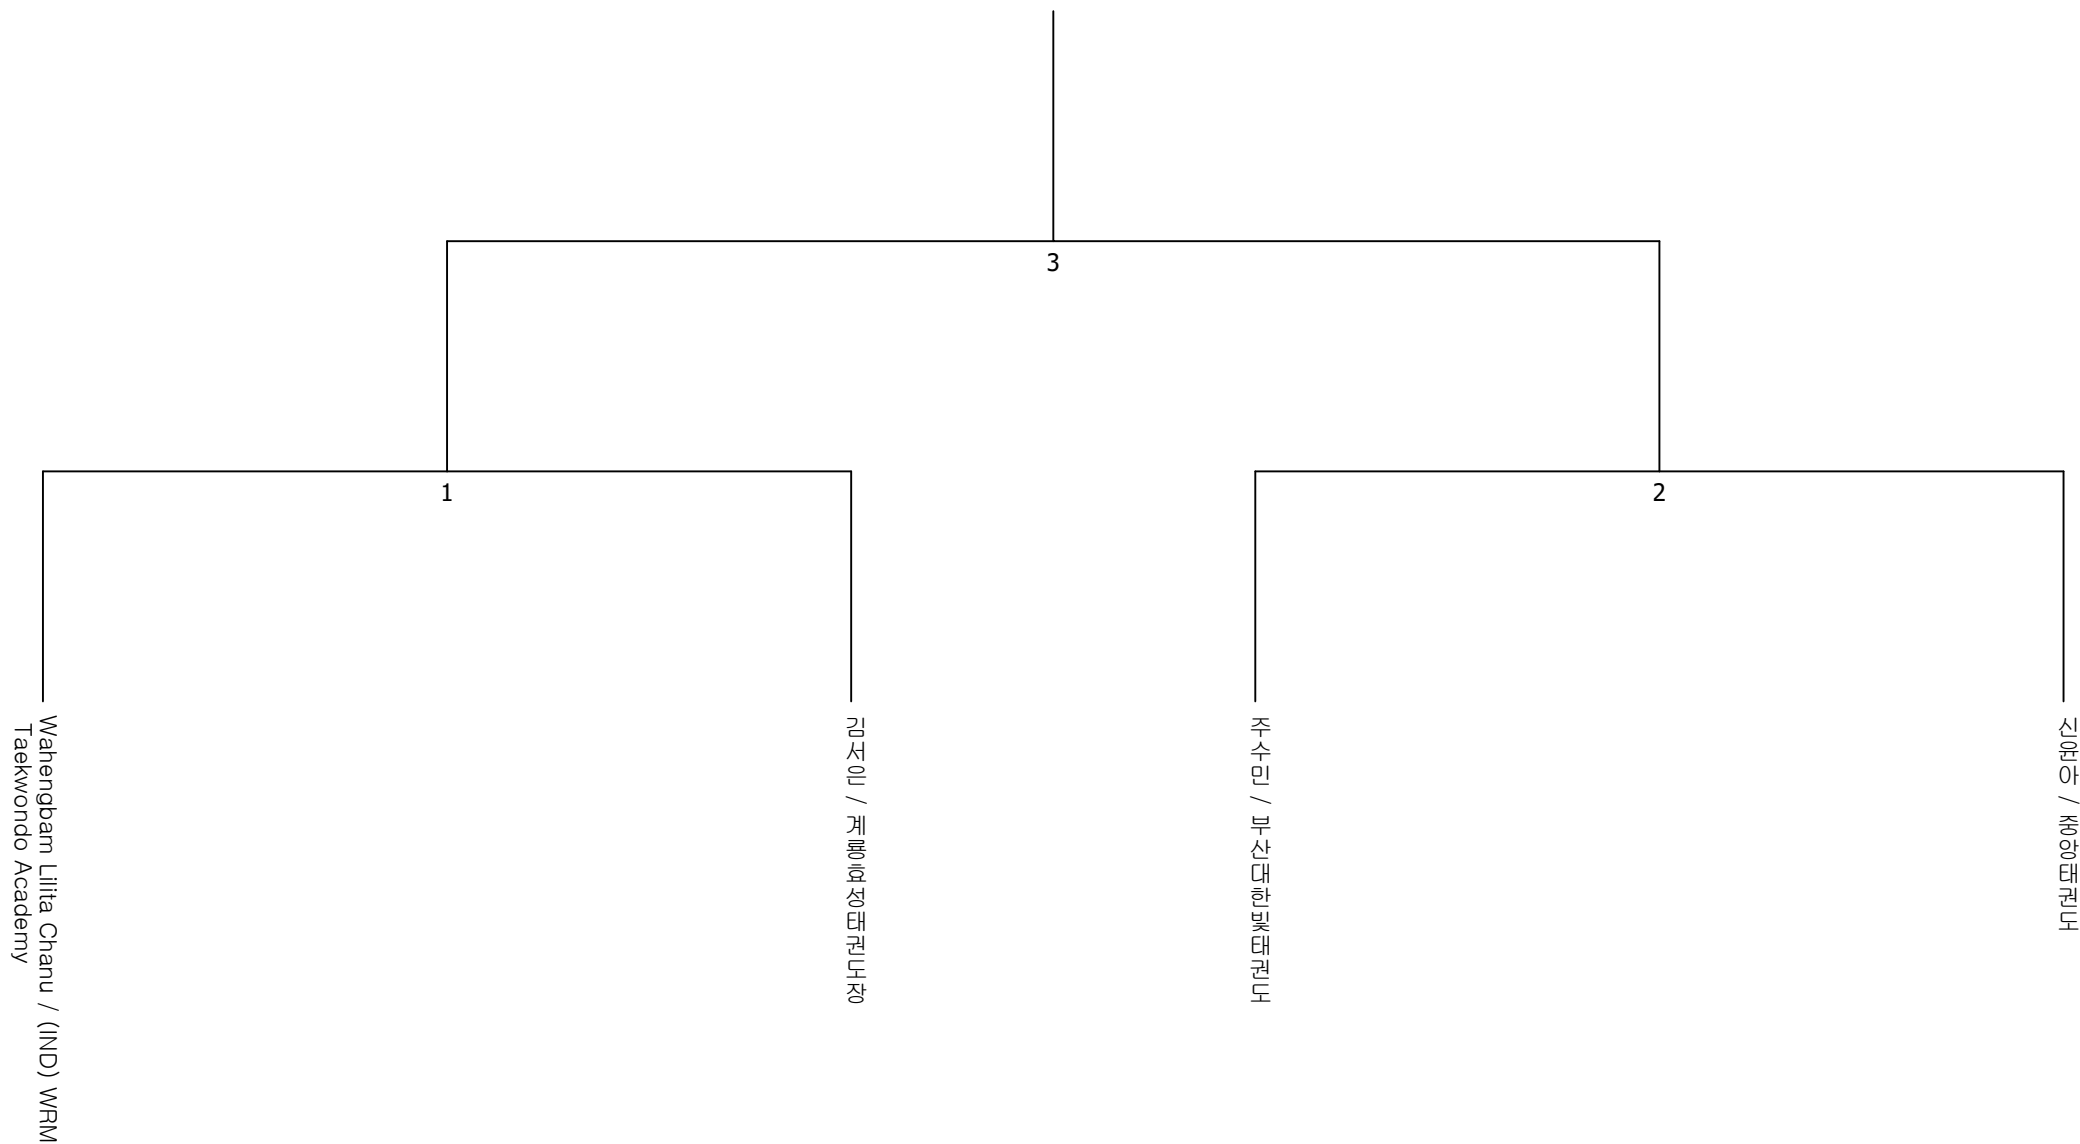 3
1
2
Wahengbam Lilita Chanu / (IND) WRM
Taekwondo Academy
김서은 / 계룡효성태권도장
주수민 / 부산대한빛태권도
신윤아 / 중앙태권도